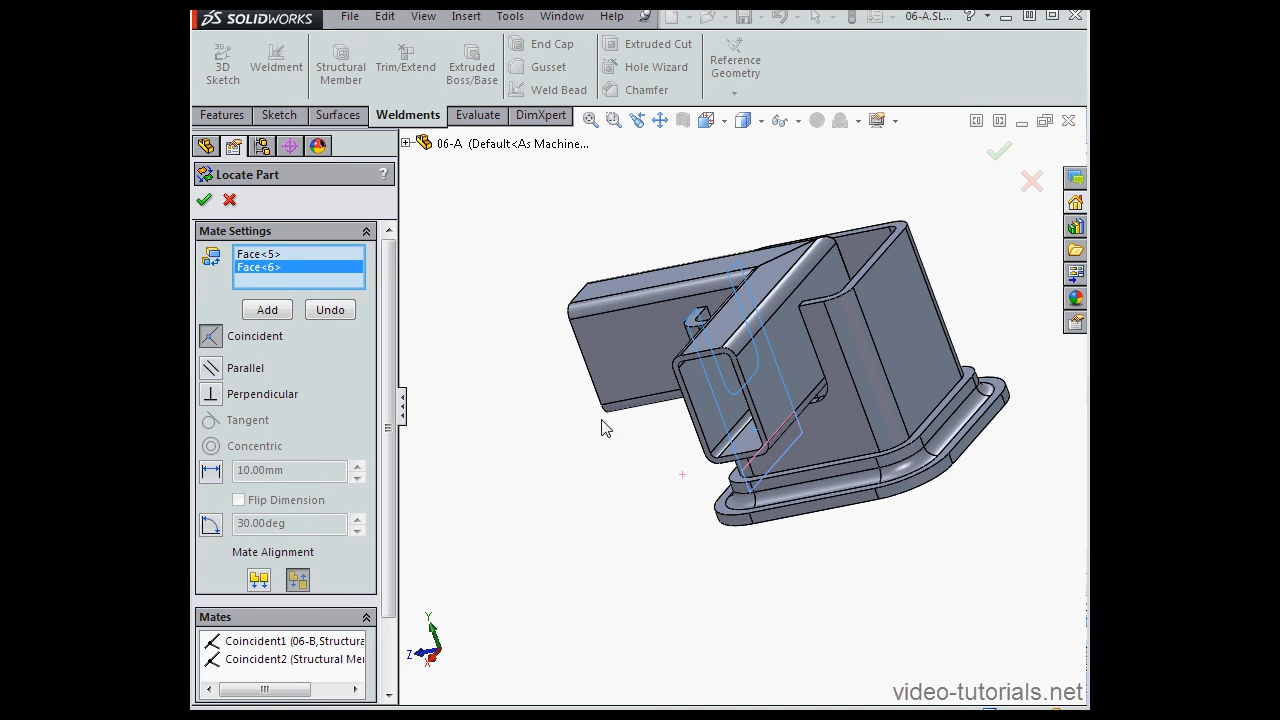 SOLIDWORKS File Edit View Insert Tools Window Help 06-A.SL... ?
3D Sketch
Weldment
Structural Member
Trim/Extend
Extruded Boss/Base
End Cap
Gusset
Weld Bead
Extruded Cut
Hole Wizard
Chamfer
Reference Geometry
Features Sketch Surfaces Weldments Evaluate DimXpert
06-A (Default<As Machine...
Locate Part ?
Mate Settings
Face<5>
Face<6>
Add Undo
Coincident
Parallel
Perpendicular
Tangent
Concentric
10.00mm
Flip Dimension
30.00deg
Mate Alignment
Mates
Coincident1 (06-B,Structura
Coincident2 (Structural Mer
Y
Z
X
video-tutorials.net